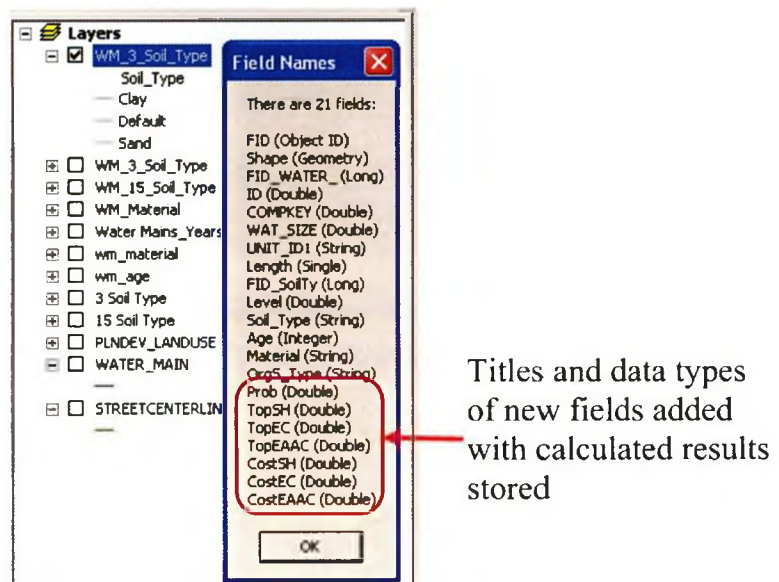 Layers
WM_3_Soil_Type
Soil_Type
Clay
Default
Sand
WM_3_Soil_Type
WM_15_Soil_Type
WM_Material
Water Mains_Years
wm_material
wm_age
3 Soil Type
15 Soil Type
PLNDEV_LANDUSE
WATER_MAIN
STREETCENTERLIN
Field Names
There are 21 fields:
FID (Object ID)
Shape (Geometry)
FID_WATER_ (Long)
ID (Double)
COMPKEY (Double)
WAT_SIZE (Double)
UNIT_ID1 (String)
Length (Single)
FID_SoilTy (Long)
Level (Double)
Soil_Type (String)
Age (Integer)
Material (String)
OrgS_Type (String)
Prob (Double)
TopSH (Double)
TopEC (Double)
TopEAAC (Double)
CostSH (Double)
CostEC (Double)
CostEAAC (Double)
OK
Titles and data types
of new fields added
with calculated results
stored